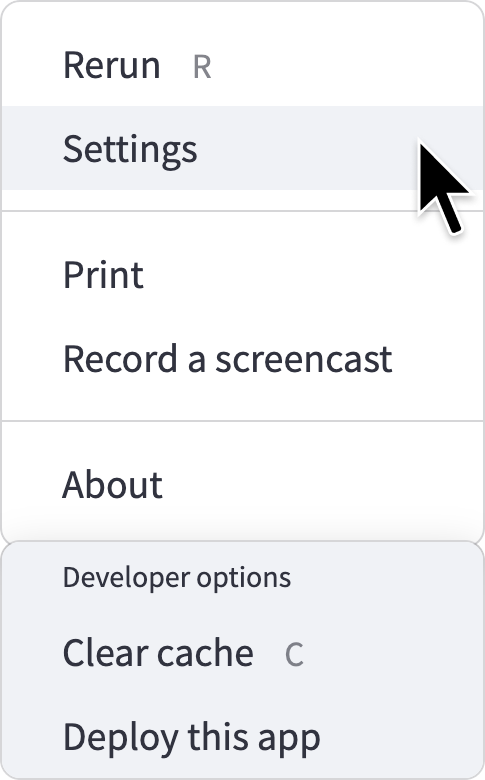 Rerun R
Settings
Print
Record a screencast
About
Developer options
Clear cache C
Deploy this app